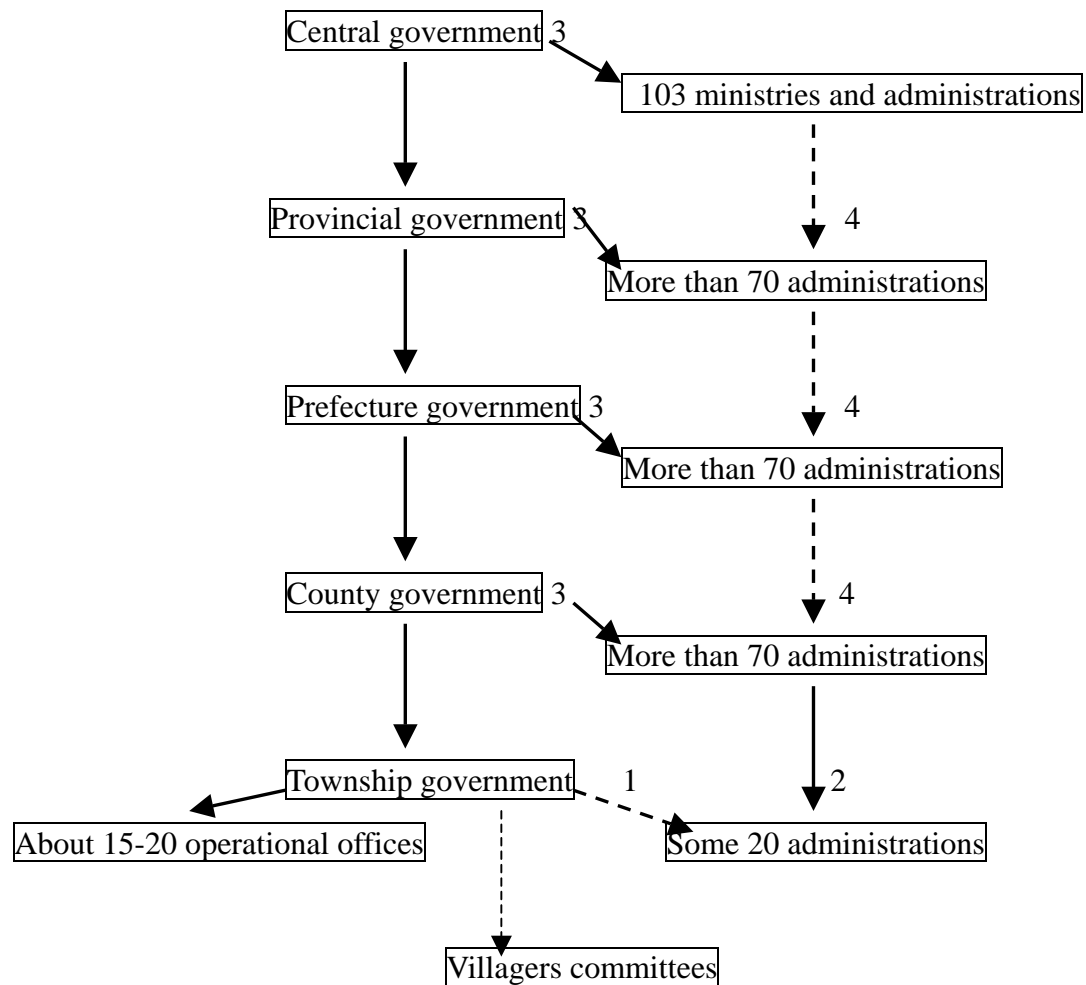 Central government 3
103 ministries and administrations
4
Provincial government 3
More than 70 administrations
4
Prefecture government 3
More than 70 administrations
4
County government 3
More than 70 administrations
Township government 1 2
About 15-20 operational offices
Some 20 administrations
Villagers committees